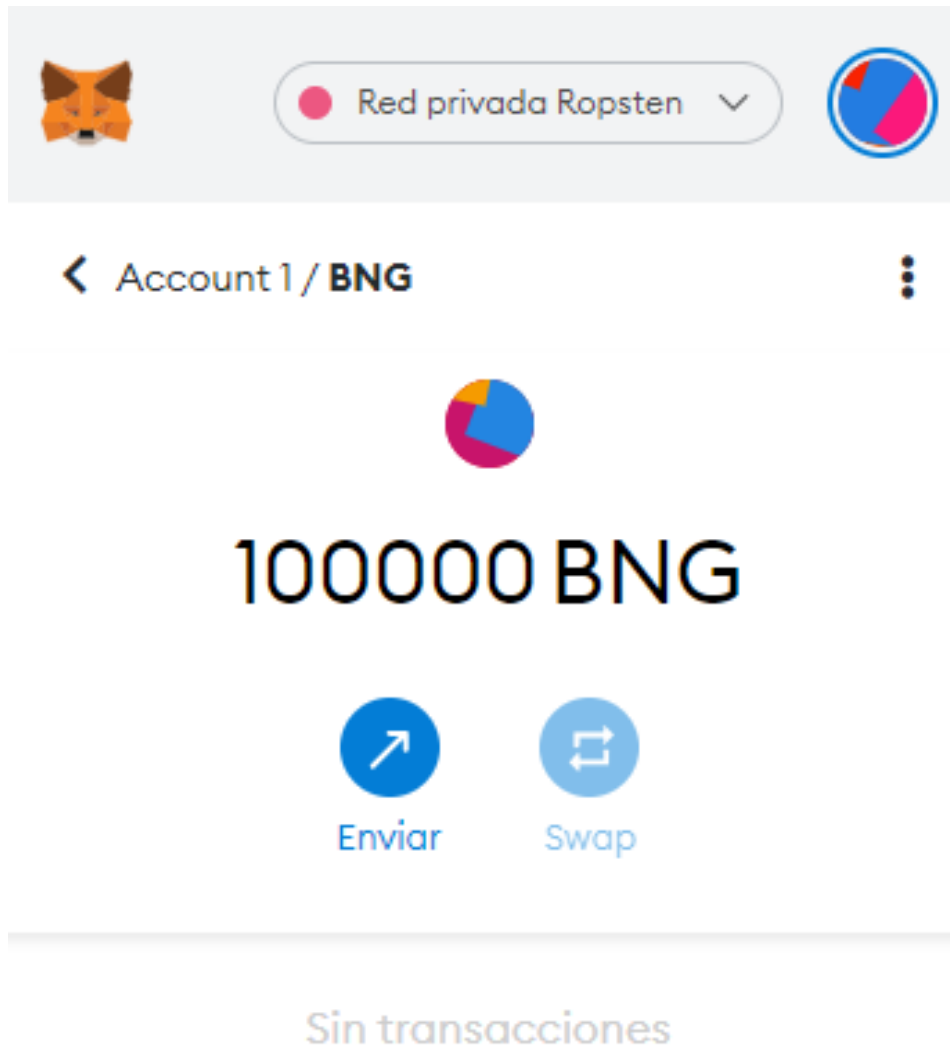 Red privada Ropsten
Account 1 / BNG
100000 BNG
Enviar Swap
Sin transacciones